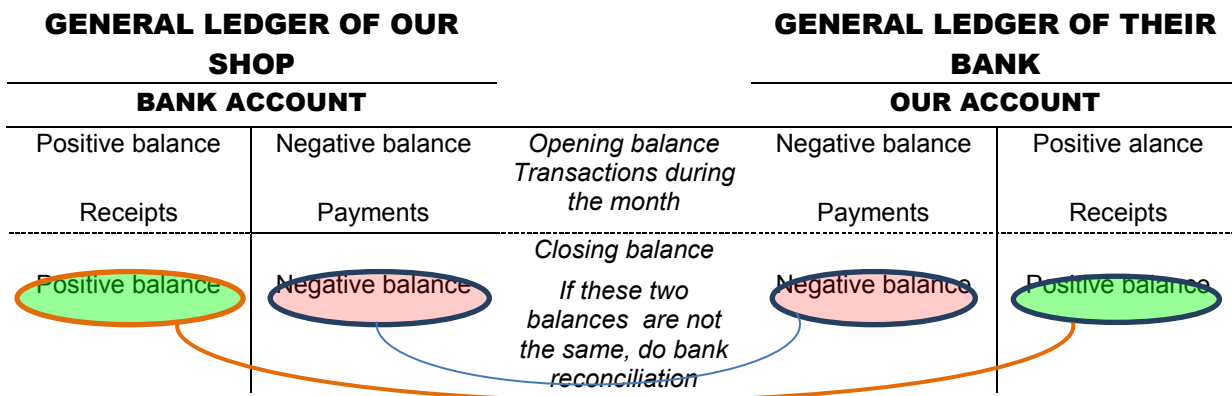 GENERAL LEDGER OF OUR
SHOP
GENERAL LEDGER OF THEIR
BANK
BANK ACCOUNT
OUR ACCOUNT
Positive balance
Negative balance
Opening balance
Transactions during
the month
Negative balance
Positive alance
Receipts
Payments
Payments
Receipts
Closing balance
Positive balance
Negative balance
If these two
balances are not
the same, do bank
reconciliation
Negative balance
Positive balance